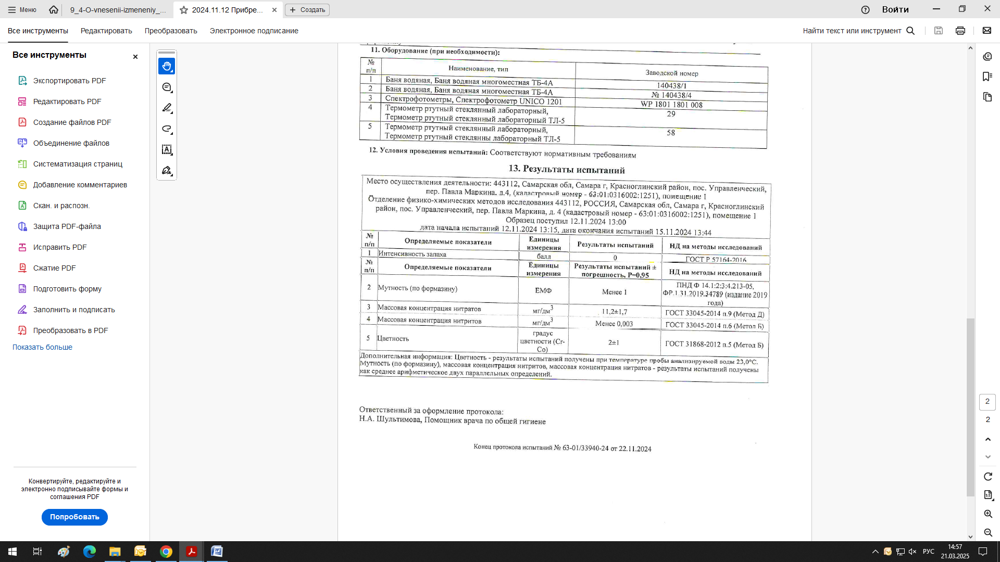 Меню
9_4-O-vnesenii-izmeneniy_...
2024.11.12 Прибре...
Создать
Войти
Все инструменты
Редактировать
Преобразовать
Электронное подписание
Найти текст или инструмент
Все инструменты
Экспортировать PDF
Редактировать PDF
Создание файлов PDF
Объединение файлов
Систематизация страниц
Добавление комментариев
Скан. и распозн.
Защита PDF-файла
Исправить PDF
Сжатие PDF
Подготовить форму
Заполнить и подписать
Преобразовать в PDF
Показать больше
Конвертируйте, редактируйте и
электронно подписывайте формы и
соглашения PDF
Попробовать
11. Оборудование (при необходимости):
№ п/п Наименование, тип Заводской номер
1 Баня водяная, Баня водяная многоместная ТБ-4А 140438/1
2 Баня водяная, Баня водяная многоместная ТБ-4А № 140438/4
3 Спектрофотометры, Спектрофотометр UNICO 1201 WP 1801 1801 008
4 Термометр ртутный стеклянный лабораторный, 29
Термометр ртутный стеклянный лабораторный ТЛ-5
5 Термометр ртутный стеклянный лабораторный, 58
Термометр ртутный стеклянны лабораторный ТЛ-5
12. Условия проведения испытаний: Соответствуют нормативным требованиям
13. Результаты испытаний
Место осуществления деятельности: 443112, Самарская обл, Самара г, Красноглинский район, пос. Управленческий,
пер. Павла Маркина, д.4, (кадастровый номер - 63:01:0316002:1251), помещение 1
Отделение физико-химических методов исследования 443112, РОССИЯ, Самарская обл, Самара г, Красноглинский
район, пос. Управленческий, пер. Павла Маркина, д. 4 (кадастровый номер - 63:01:0316002:1251), помещение 1
Образец поступил 12.11.2024 13:00
дата начала испытаний 12.11.2024 13:15, дата окончания испытаний 15.11.2024 13:44
№ п/п Определяемые показатели Единицы измерения Результаты испытаний НД на методы исследований
1 Интенсивность запаха балл 0 ГОСТ Р 57164-2016
№ п/п Определяемые показатели Единицы измерения Результаты испытаний ± погрешность, Р=0,95 НД на методы исследований
2 Мутность (по формазину) ЕМФ Менее 1 ПНД Ф 14.1:2:3:4.213-05,
ФР.1.31.2019.34789 (издание 2019
года)
3 Массовая концентрация нитратов мг/дм3 11,2±1,7 ГОСТ 33045-2014 п.9 (Метод Д)
4 Массовая концентрация нитритов мг/дм3 Менее 0,003 ГОСТ 33045-2014 п.6 (Метод Б)
5 Цветность градус цветности (Cr-Co) 2±1 ГОСТ 31868-2012 п.5 (Метод Б)
Дополнительная информация: Цветность - результаты испытаний получены при температуре пробы анализируемой воды 23,0°С.
Мутность (по формазину), массовая концентрация нитритов, массовая концентрация нитратов - результаты испытаний получены
как среднее арифметическое двух параллельных определений.
Ответственный за оформление протокола:
Н.А. Шультимова, Помощник врача по общей гигиене
Конец протокола испытаний № 63-01/33940-24 от 22.11.2024
2
2
РУС
14:57
21.03.2025